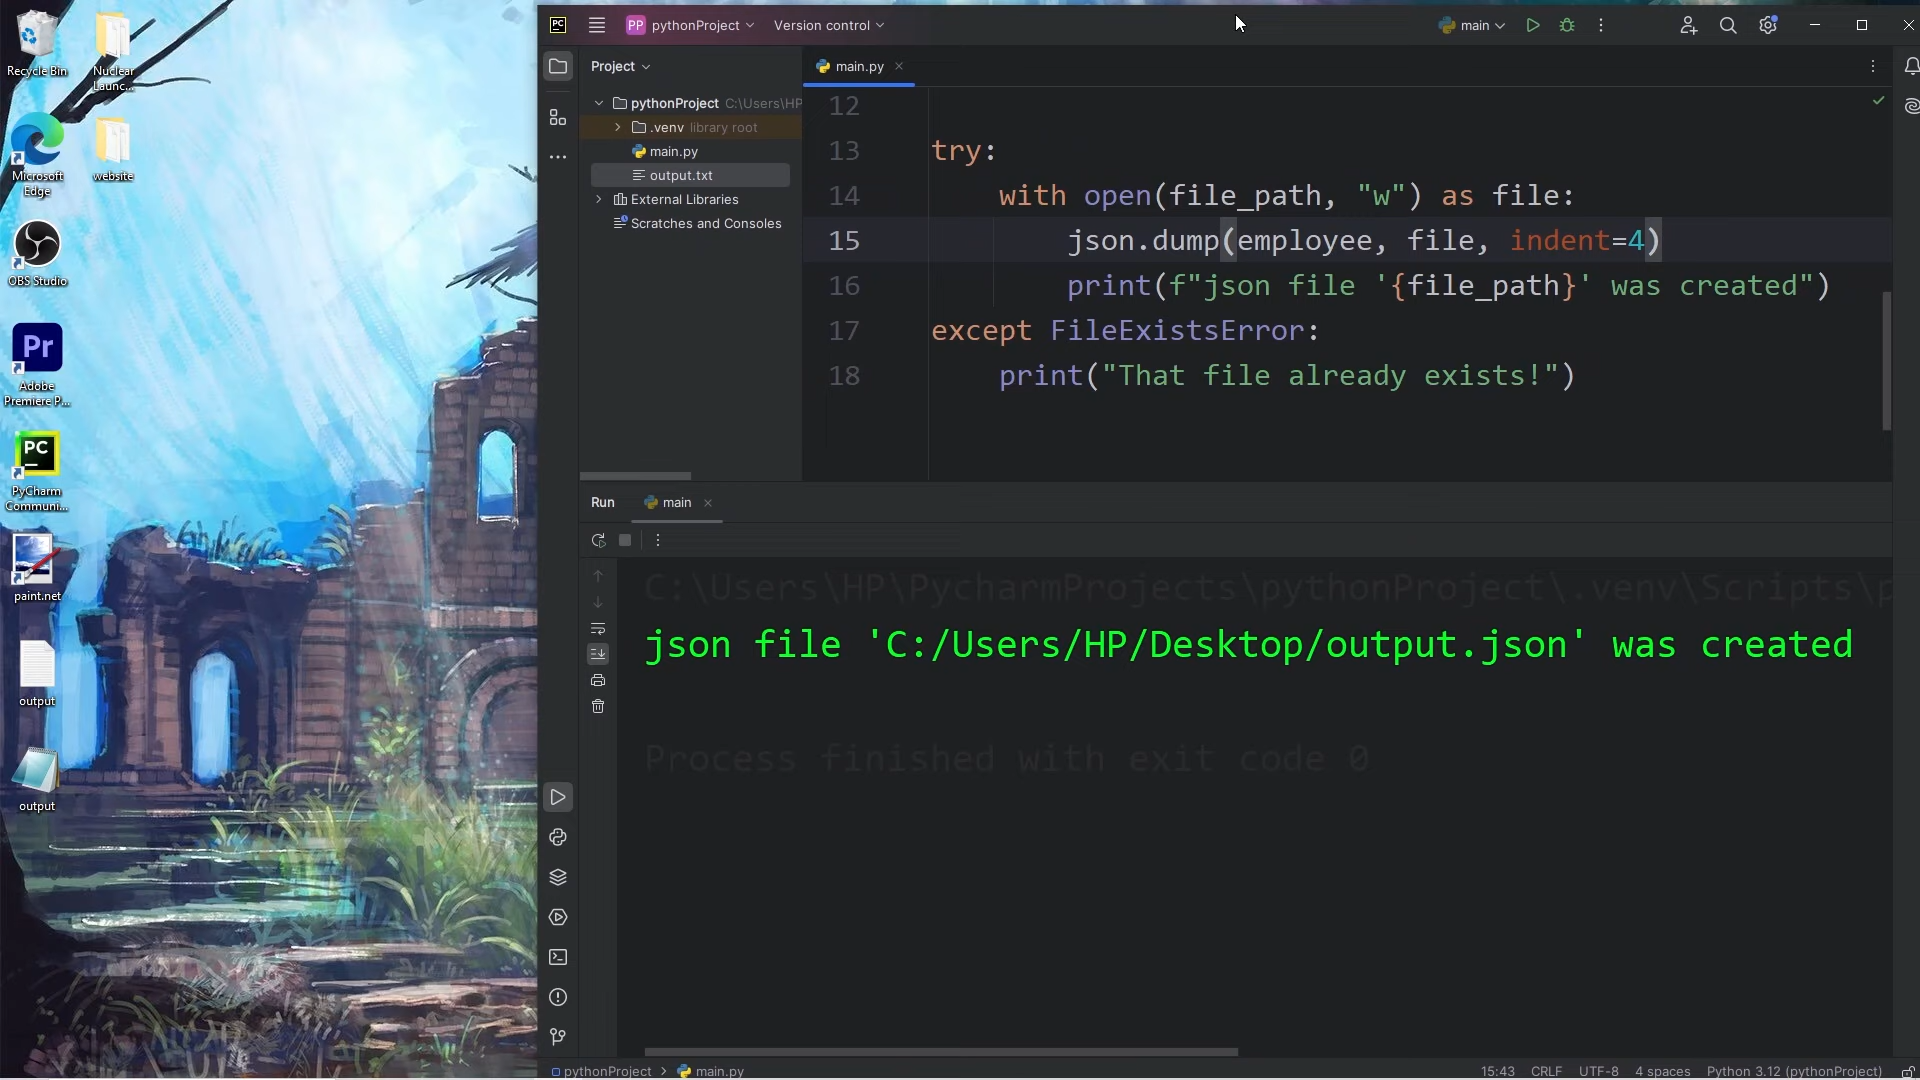 Recycle Bin
Nuclear
Launc...
Microsoft
Edge
website
OBS Studio
Pr
Adobe
Premiere P...
PC
PyCharm
Communi...
paint.net
output
output
PC
PP pythonProject
Version control
main
Project
main.py
pythonProject C:\Users\HP
.venv library root
main.py
output.txt
External Libraries
Scratches and Consoles
12
13 try:
14 with open(file_path, "w") as file:
15 json.dump(employee, file, indent=4)
16 print(f"json file '{file_path}' was created")
17 except FileExistsError:
18 print("That file already exists!")
Run main
C:\Users\HP\PycharmProjects\pythonProject\.venv\Scripts\p
json file 'C:/Users/HP/Desktop/output.json' was created
Process finished with exit code 0
pythonProject > main.py
15:43 CRLF UTF-8 4 spaces Python 3.12 (pythonProject)